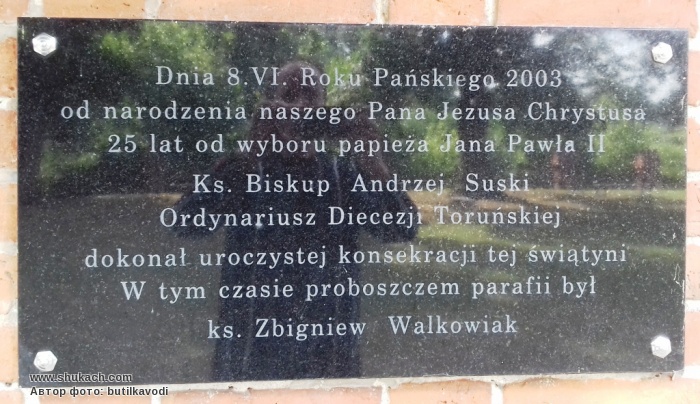 Dnia 8.VI. Roku Pańskiego 2003
od narodzenia naszego Pana Jezusa Chrystusa
25 lat od wyboru papieża Jana Pawła II
Ks. Biskup Andrzej Suski
Ordynariusz Diecezji Toruńskiej
dokonał uroczystej konsekracji tej świątyni
W tym czasie proboszczem parafii był
ks. Zbigniew Walkowiak
www.shukach.com
Автор фото: butilkavodi